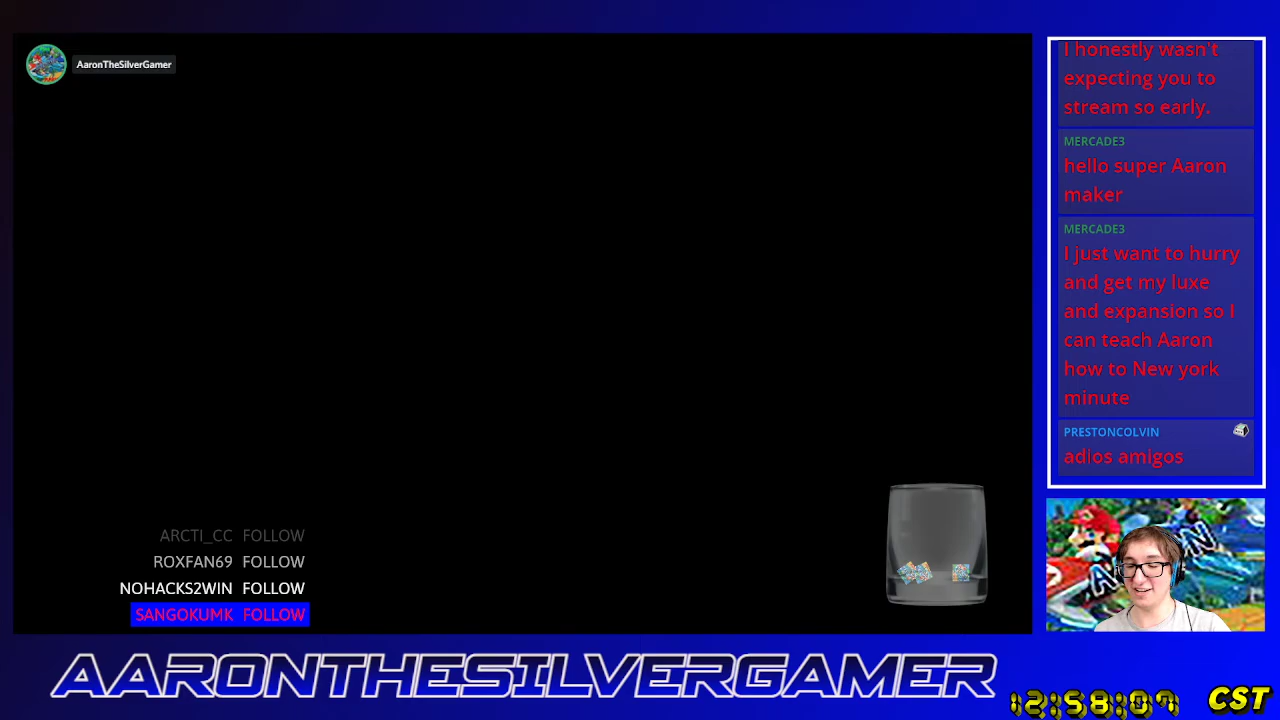 AaronTheSilverGamer
I honestly wasn't
expecting you to
stream so early.
MERCADE3
hello super Aaron
maker
MERCADE3
I just want to hurry
and get my luxe
and expansion so I
can teach Aaron
how to New york
minute
PRESTONCOLVIN
adios amigos
ARCTI_CC FOLLOW
ROXFAN69 FOLLOW
NOHACKS2WIN FOLLOW
SANGOKUMK FOLLOW
AARONTHESILVERGAMER
12:58:07 CST